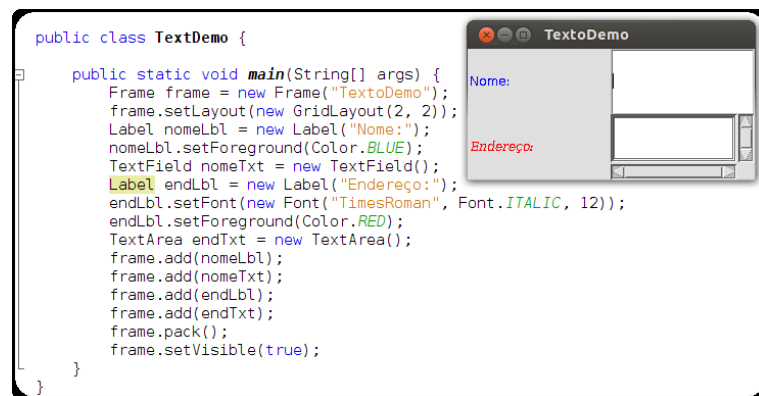 public class TextDemo {
public static void main(String[] args) {
Frame frame = new Frame("TextoDemo");
frame.setLayout(new GridLayout(2, 2));
Label nomeLbl = new Label("Nome:");
nomeLbl.setForeground(Color.BLUE);
TextField nomeTxt = new TextField();
Label endLbl = new Label("Endereço:");
endLbl.setFont(new Font("TimesRoman", Font.ITALIC, 12));
endLbl.setForeground(Color.RED);
TextArea endTxt = new TextArea();
frame.add(nomeLbl);
frame.add(nomeTxt);
frame.add(endLbl);
frame.add(endTxt);
frame.pack();
frame.setVisible(true);
}
}
TextoDemo
Nome:
Endereço: